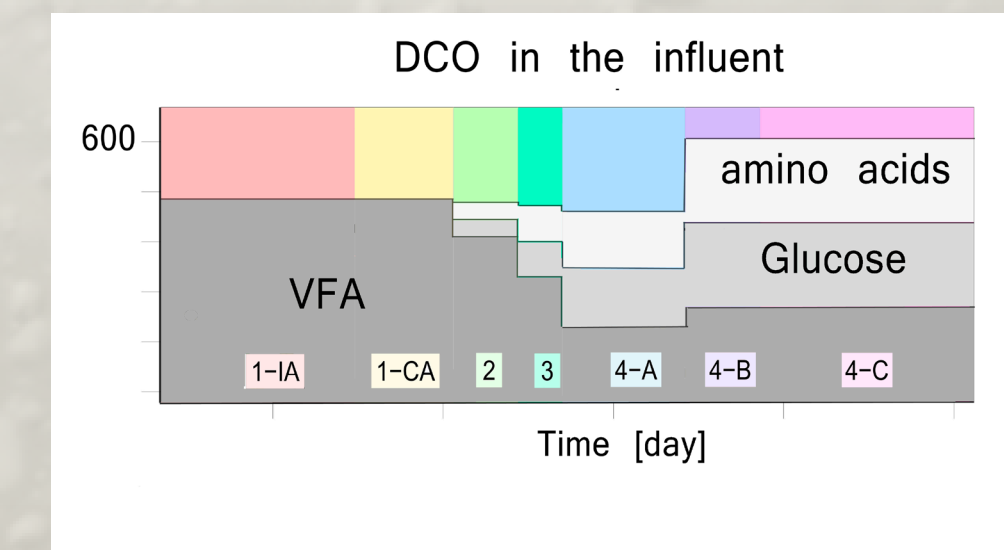 DCO in the influent
600
amino acids
Glucose
VFA
1-IA
1-CA
2
3
4-A
4-B
4-C
Time [day]